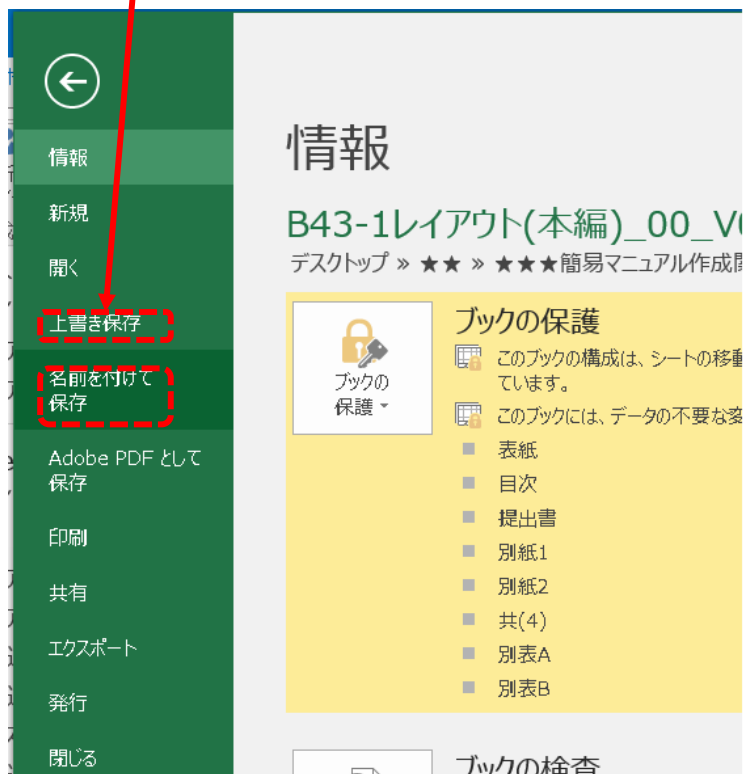 情報
新規
開く
上書き保存
名前を付けて
保存
Adobe PDF として
保存
印刷
共有
エクスポート
発行
閉じる
情報
B43-1レイアウト(本編)_00_V
デスクトップ » ★★ » ★★★簡易マニュアル作成
ブックの
保護
ブックの保護
このブックの構成は、シートの移動
ています。
このブックには、データの不要な変
表紙
目次
提出書
別紙1
別紙2
共(4)
別表A
別表B
ブックの検査